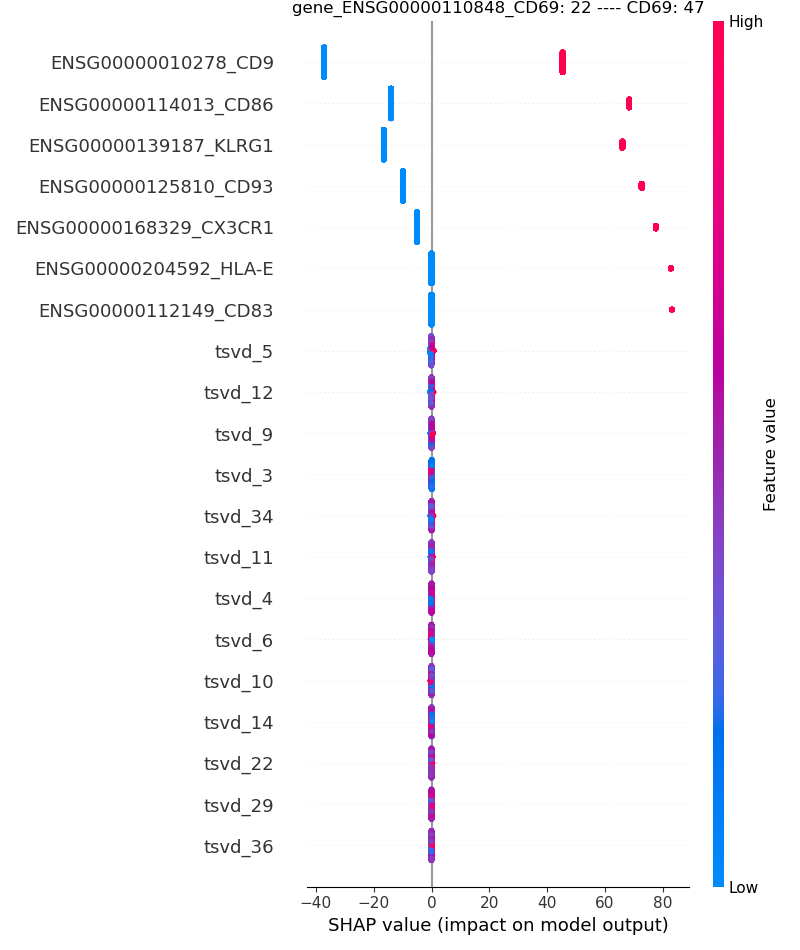 gene_ENSG00000110848_CD69: 22 ---- CD69: 47
High
ENSG00000010278_CD9
ENSG00000114013_CD86
ENSG00000139187_KLRG1
ENSG00000125810_CD93
ENSG00000168329_CX3CR1
ENSG00000204592_HLA-E
ENSG00000112149_CD83
tsvd_5
tsvd_12
tsvd_9
tsvd_3
tsvd_34
tsvd_11
tsvd_4
tsvd_6
tsvd_10
tsvd_14
tsvd_22
tsvd_29
tsvd_36
Feature value
Low
−40 −20 0 20 40 60 80
SHAP value (impact on model output)